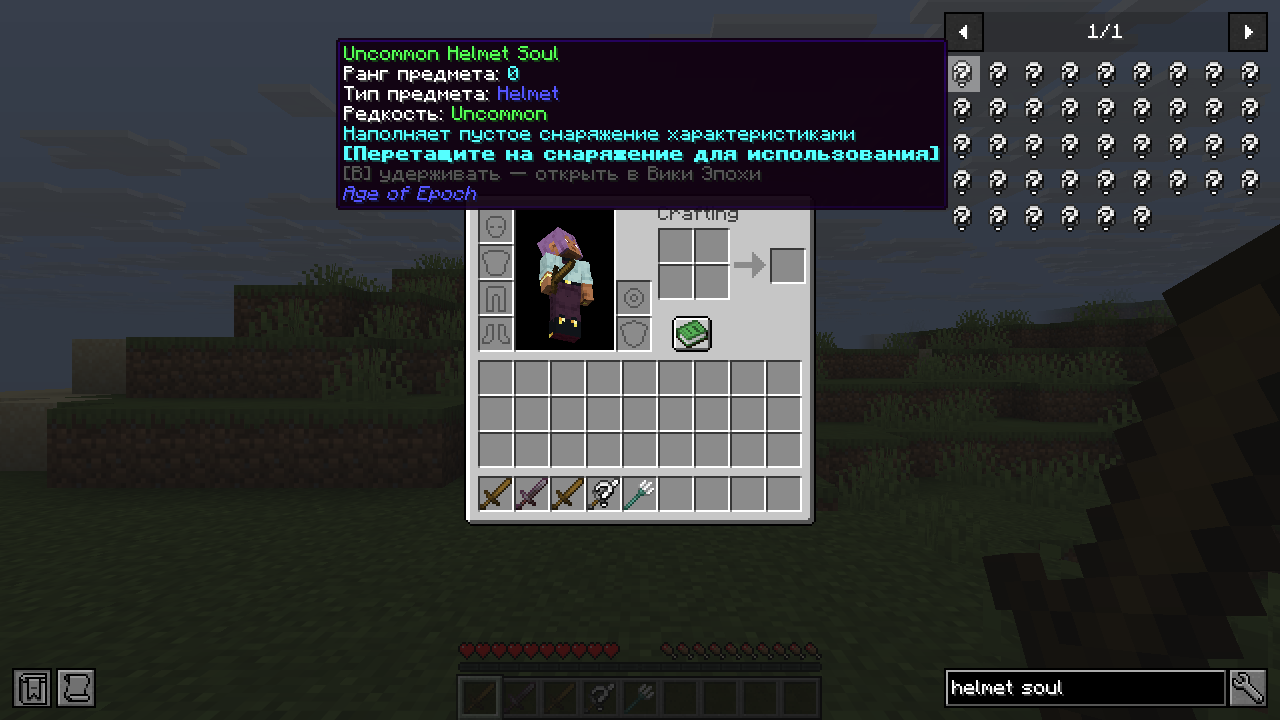 Uncommon Helmet Soul
Ранг предмета: 0
Тип предмета: Helmet
Редкость: Uncommon
Наполняет пустое снаряжение характеристиками
[Перетащите на снаряжение для использования]
[B] удерживать — открыть в Вики Эпохи
Age of Epoch
1/1
Crafting
helmet soul